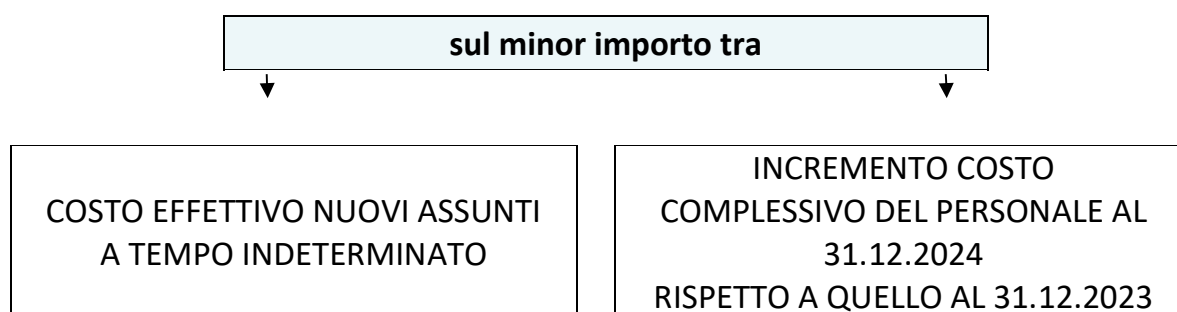 sul minor importo tra
COSTO EFFETTIVO NUOVI ASSUNTI
A TEMPO INDETERMINATO
INCREMENTO COSTO
COMPLESSIVO DEL PERSONALE AL
31.12.2024
RISPETTO A QUELLO AL 31.12.2023